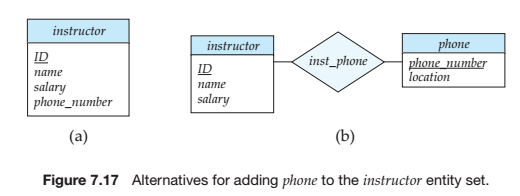 instructor
ID
name
salary
phone_number
(a)
instructor
ID
name
salary
inst_phone
phone
phone_number
location
(b)
Figure 7.17 Alternatives for adding phone to the instructor entity set.